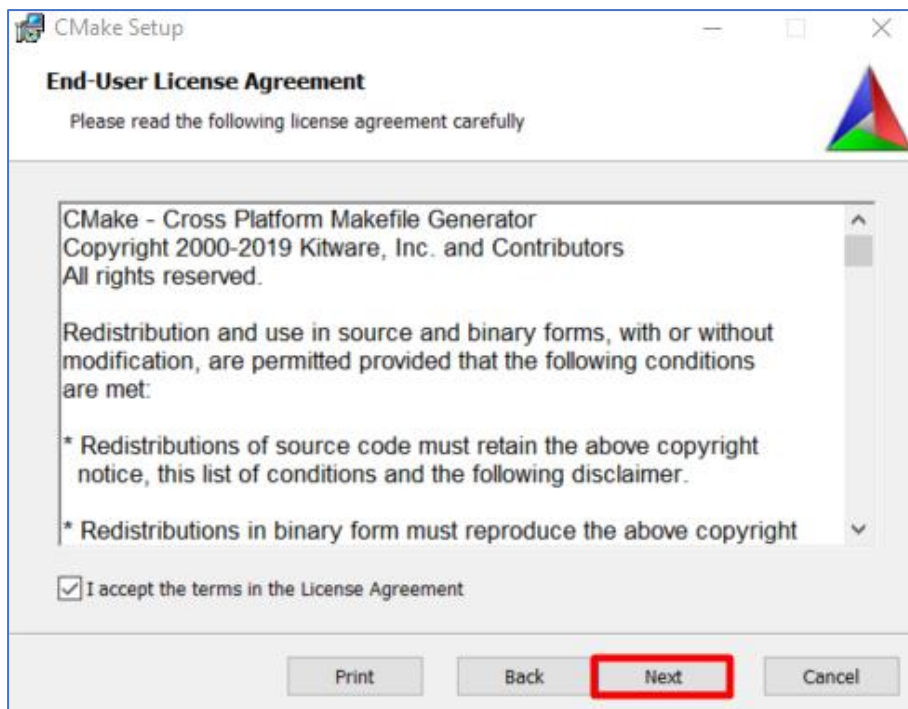 CMake Setup
End-User License Agreement
Please read the following license agreement carefully
CMake - Cross Platform Makefile Generator
Copyright 2000-2019 Kitware, Inc. and Contributors
All rights reserved.
Redistribution and use in source and binary forms, with or without
modification, are permitted provided that the following conditions
are met:
* Redistributions of source code must retain the above copyright
notice, this list of conditions and the following disclaimer.
* Redistributions in binary form must reproduce the above copyright
I accept the terms in the License Agreement
Print Back Next Cancel